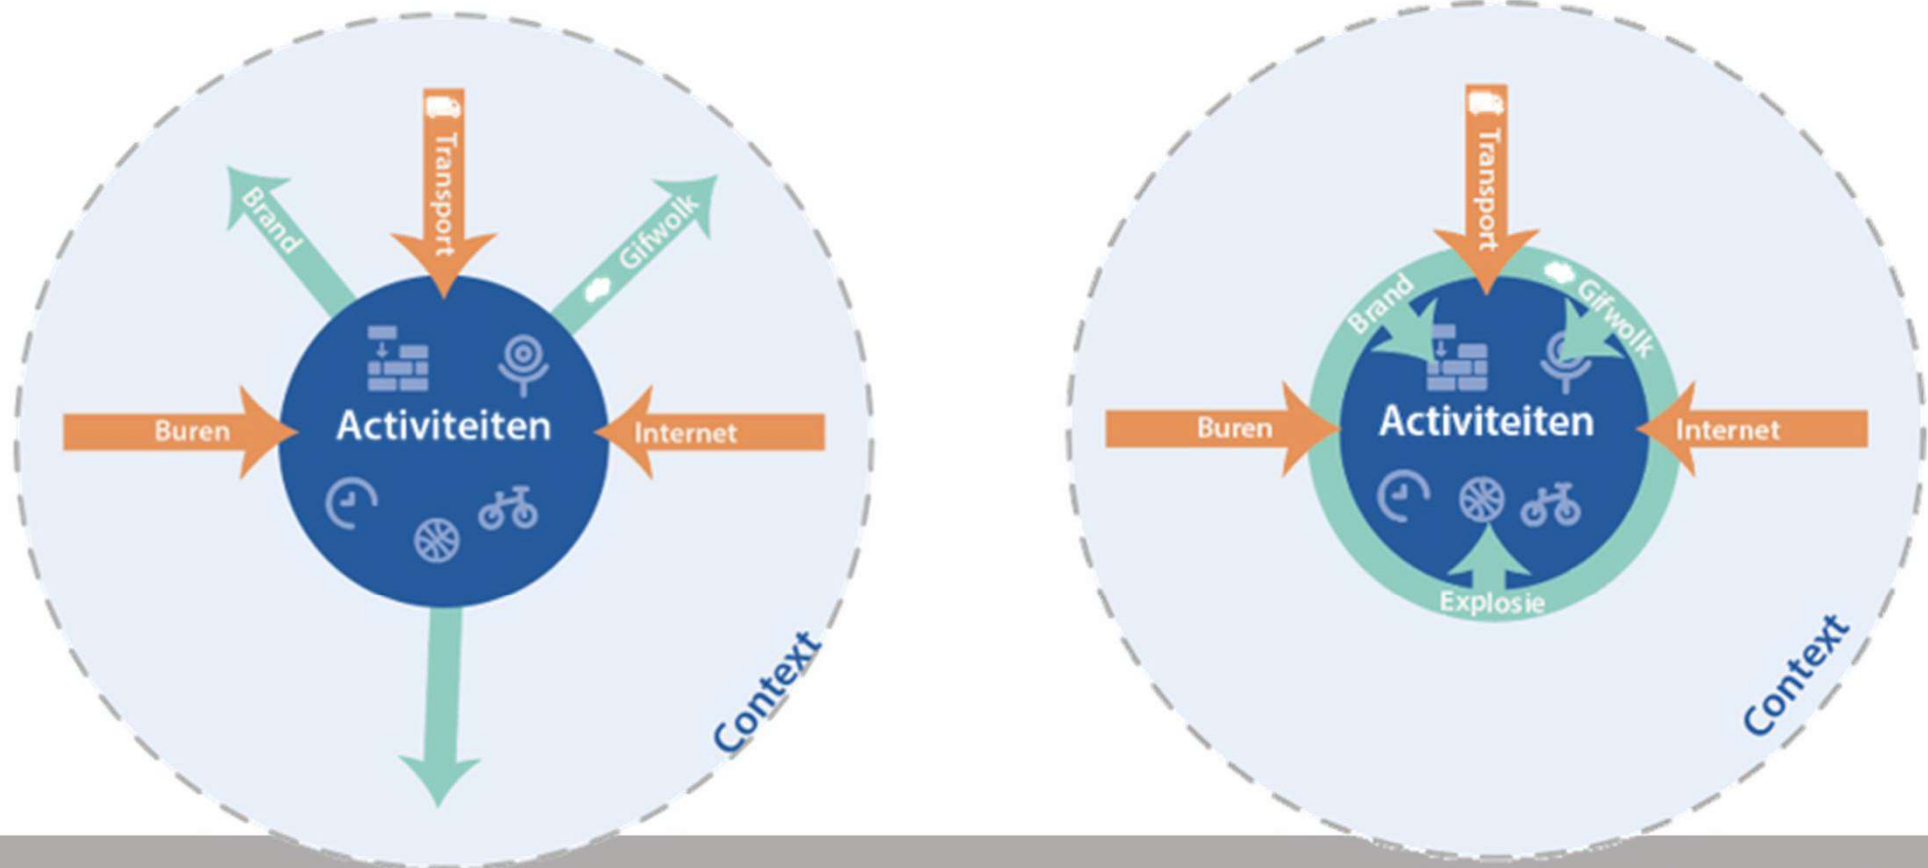 Transport
Brand
Gifwolk
Buren
Activiteiten
Internet
Context
Transport
Brand
Gifwolk
Buren
Activiteiten
Internet
Explosie
Context